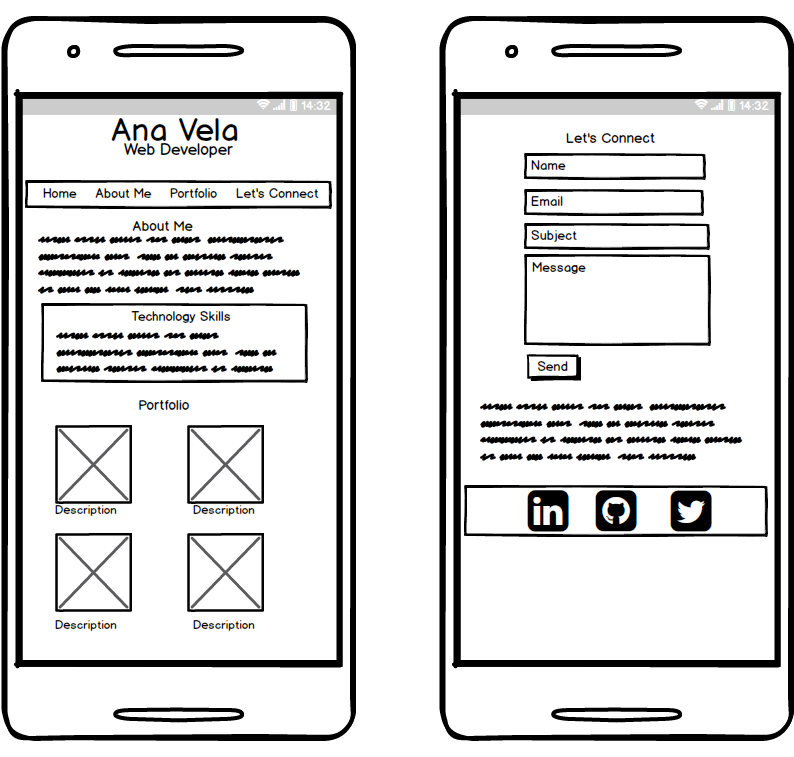 14:32
Ana Vela
Web Developer
Home About Me Portfolio Let's Connect
About Me
Technology Skills
Portfolio
Description Description
Description Description
14:32
Let's Connect
Name
Email
Subject
Message
Send
in